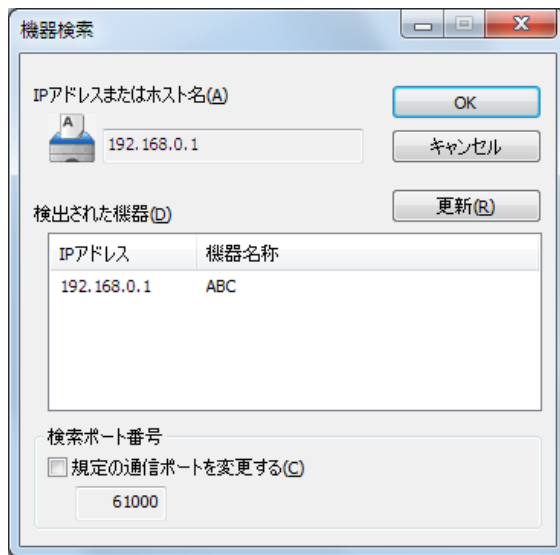 機器検索
IPアドレスまたはホスト名(A)
OK
A
192.168.0.1
キャンセル
検出された機器(D)
更新(R)
IPアドレス 機器名称
192.168.0.1 ABC
検索ポート番号
規定の通信ポートを変更する(C)
61000